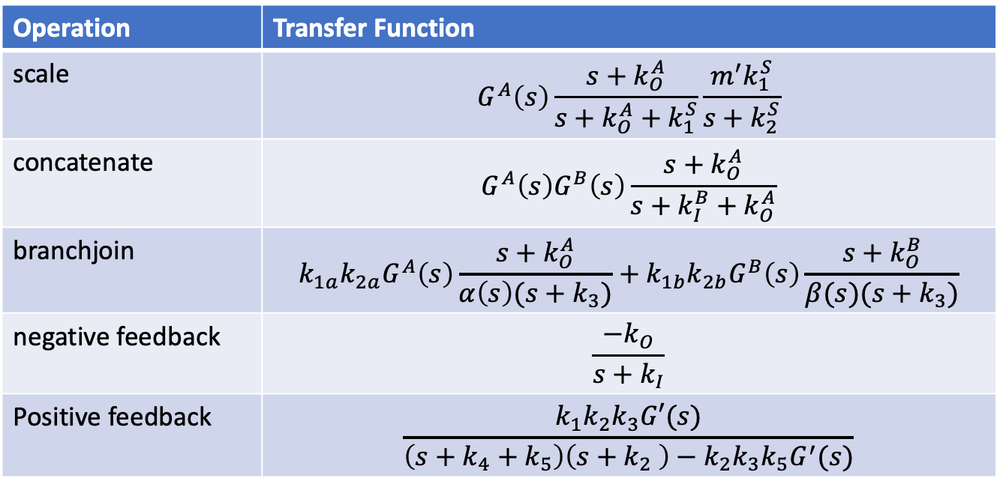 Operation Transfer Function
scale $G^A(s)\frac{s+k_O^A}{s+k_O^A+k_1^S}\frac{m'k_1^S}{s+k_2^S}$
concatenate $G^A(s)G^B(s)\frac{s+k_O^A}{s+k_I^B+k_O^A}$
branchjoin $k_{1a}k_{2a}G^A(s)\frac{s+k_O^A}{\alpha(s)(s+k_3)}+k_{1b}k_{2b}G^B(s)\frac{s+k_O^B}{\beta(s)(s+k_3)}$
negative feedback $\frac{-k_O}{s+k_I}$
Positive feedback $\frac{k_1k_2k_3G'(s)}{(s+k_4+k_5)(s+k_2)-k_2k_3k_5G'(s)}$